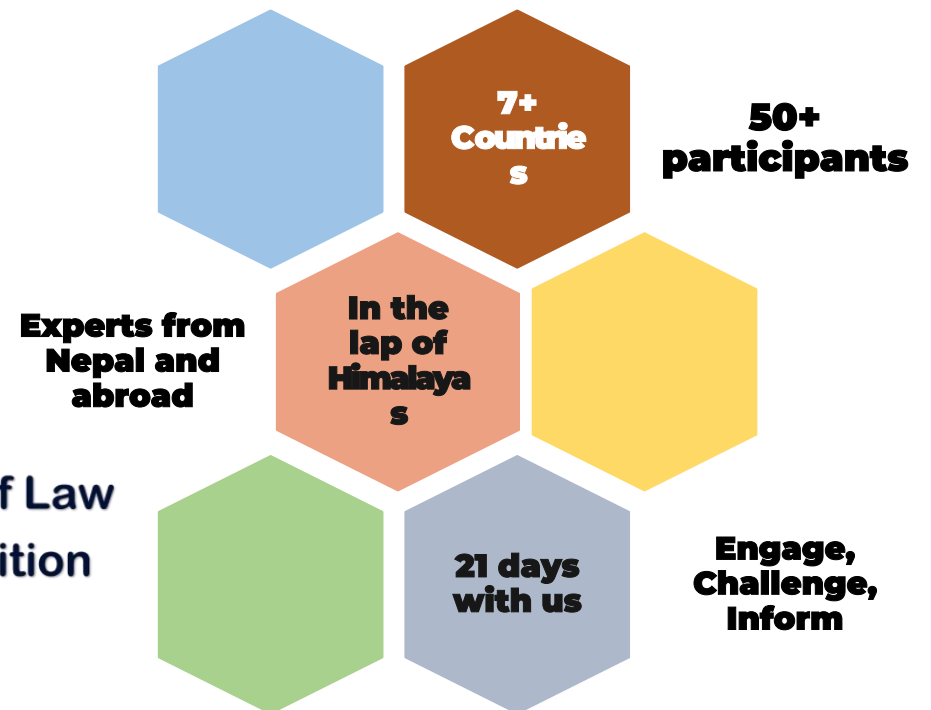 7+
Countrie
s
50+
participants
Experts from
Nepal and
abroad
In the
lap of
Himalaya
s
f Law
ition
21 days
with us
Engage,
Challenge,
Inform